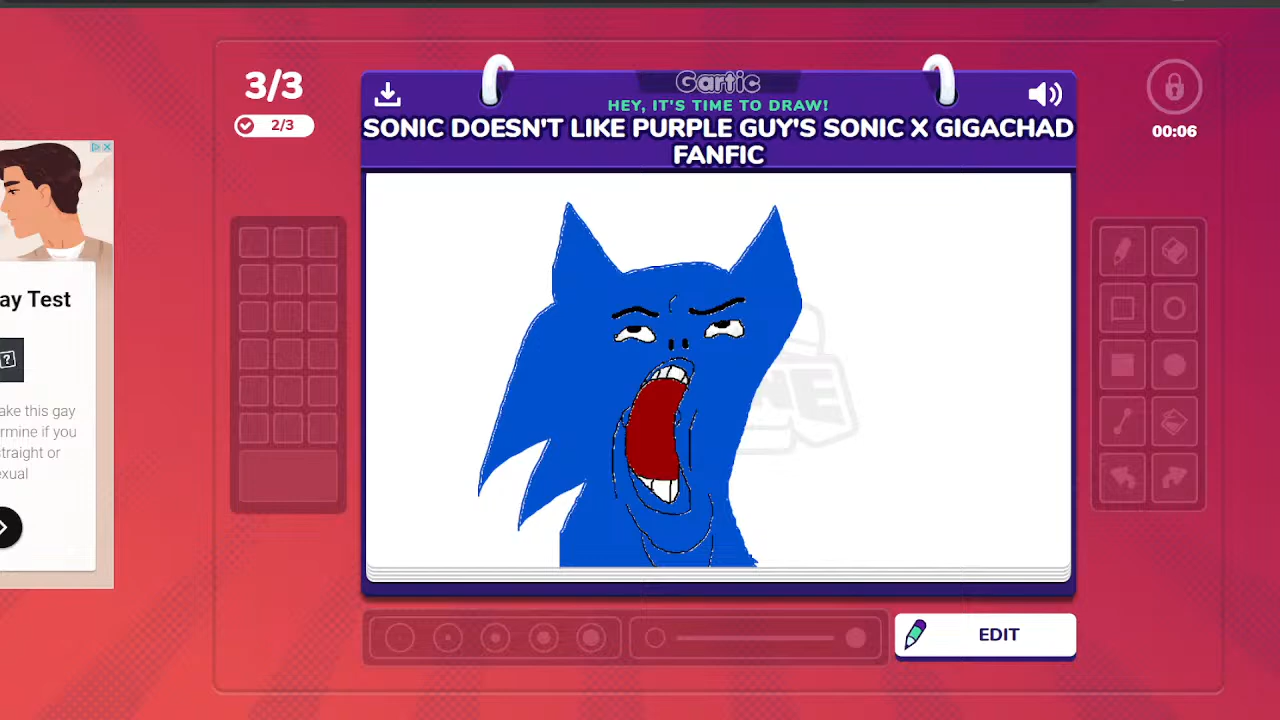 3/3
2/3
Gartic
HEY, IT'S TIME TO DRAW!
SONIC DOESN'T LIKE PURPLE GUY'S SONIC X GIGACHAD
FANFIC
00:06
ay Test
?
ake this gay
rmine if you
straight or
exual
EDIT